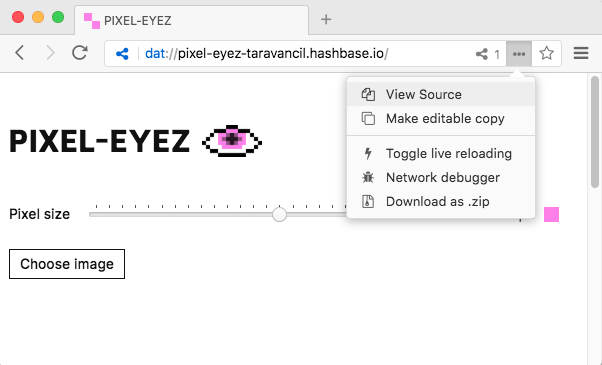 PIXEL-EYEZ
dat://pixel-eyez-taravancil.hashbase.io/
1
View Source
Make editable copy
Toggle live reloading
Network debugger
Download as .zip
PIXEL-EYEZ
Pixel size
Choose image